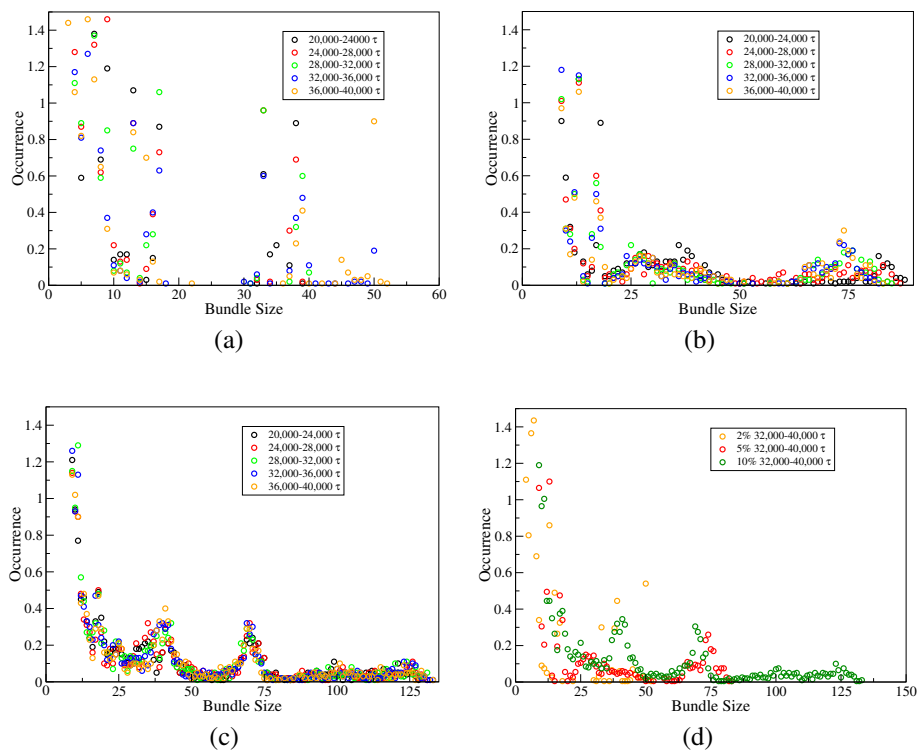 1.4
1.2
1
0.8
0.6
0.4
0.2
0
Occurrence
20,000-24000 τ
24,000-28,000 τ
28,000-32,000 τ
32,000-36,000 τ
36,000-40,000 τ
0 10 20 30 40 50 60
Bundle Size
(a)
1.4
1.2
1
0.8
0.6
0.4
0.2
0
Occurrence
20,000-24,000 τ
24,000-28,000 τ
28,000-32,000 τ
32,000-36,000 τ
36,000-40,000 τ
0 25 50 75
Bundle Size
(b)
1.4
1.2
1
0.8
0.6
0.4
0.2
0
Occurrence
20,000-24,000 τ
24,000-28,000 τ
28,000-32,000 τ
32,000-36,000 τ
36,000-40,000 τ
0 25 50 75 100 125
Bundle Size
(c)
1.4
1.2
1
0.8
0.6
0.4
0.2
0
Occurrence
2% 32,000-40,000 τ
5% 32,000-40,000 τ
10% 32,000-40,000 τ
0 25 50 75 100 125 150
Bundle Size
(d)